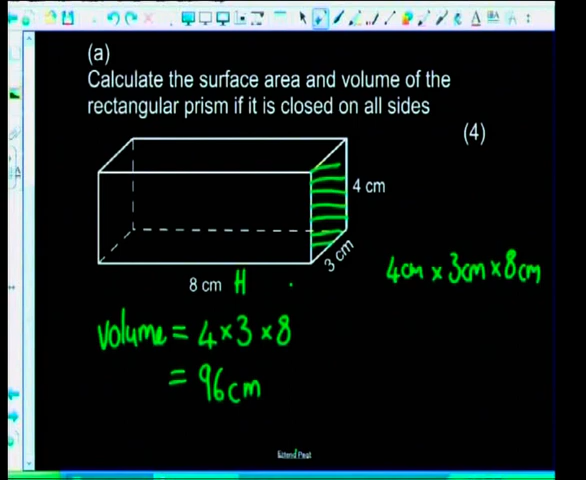 (a)
Calculate the surface area and volume of the
rectangular prism if it is closed on all sides
(4)
4 cm
3 cm
8 cm H
4cm × 3cm × 8cm
Volume = 4 × 3 × 8
= 96cm